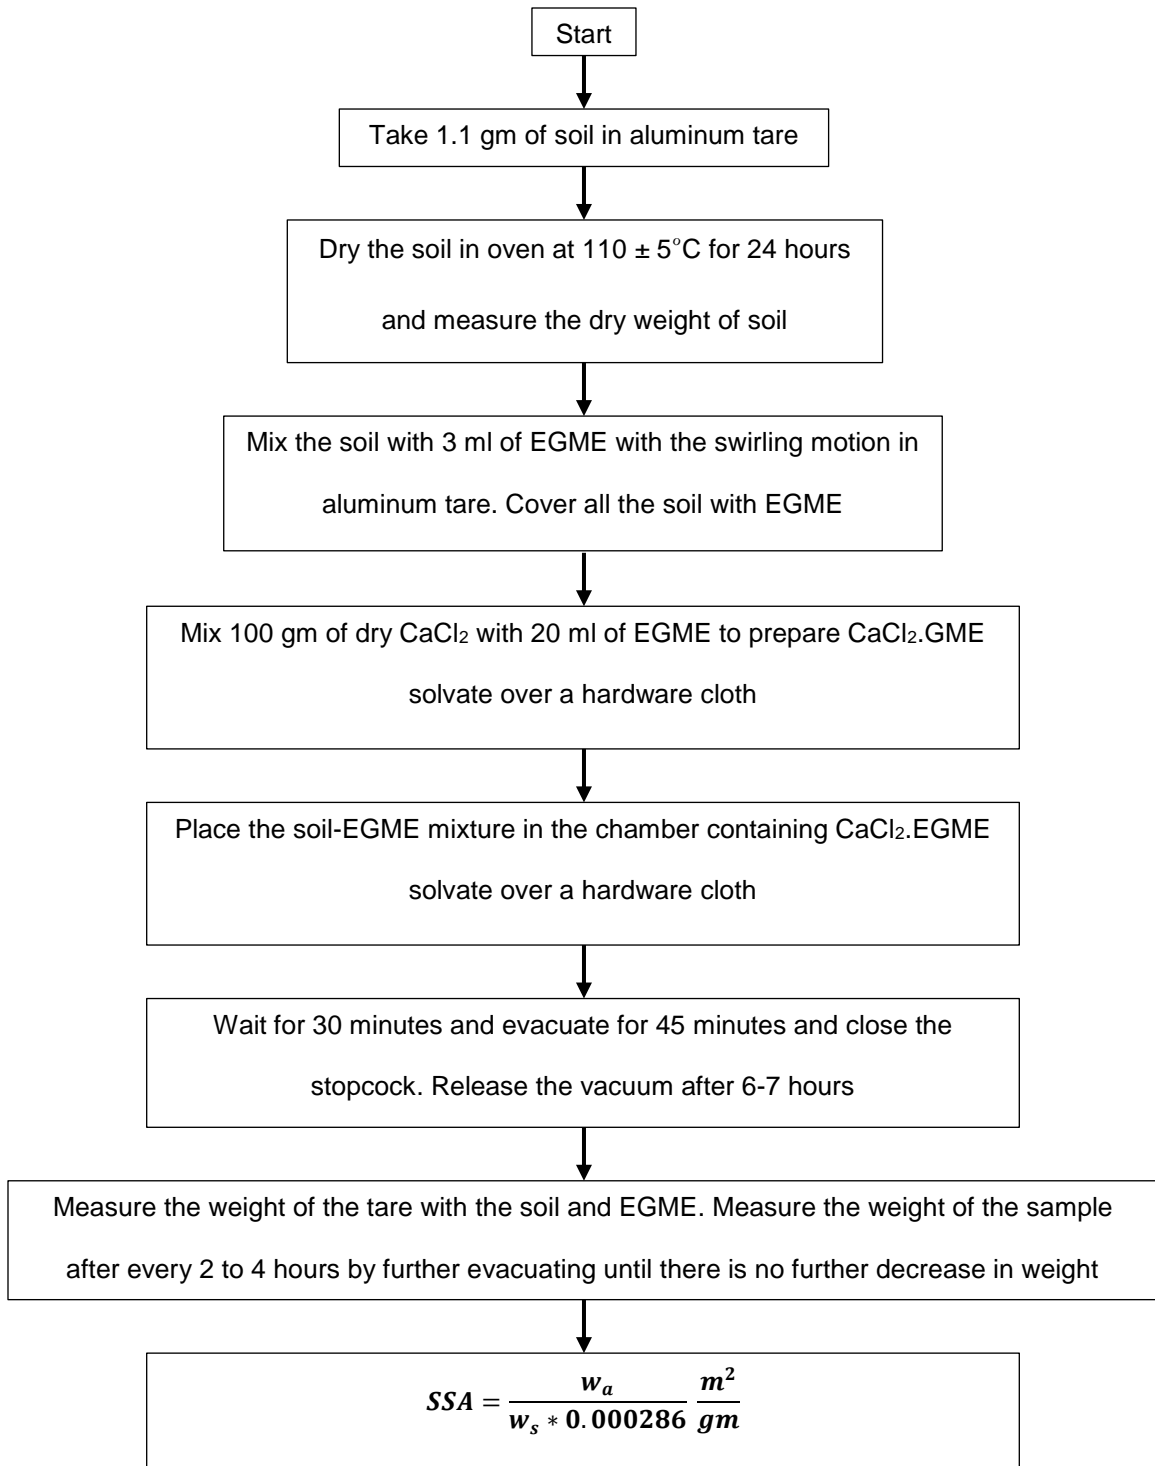 Start
Take 1.1 gm of soil in aluminum tare
Dry the soil in oven at 110 ± 5°C for 24 hours
and measure the dry weight of soil
Mix the soil with 3 ml of EGME with the swirling motion in
aluminum tare. Cover all the soil with EGME
Mix 100 gm of dry CaCl₂ with 20 ml of EGME to prepare CaCl₂.GME
solvate over a hardware cloth
Place the soil-EGME mixture in the chamber containing CaCl₂.EGME
solvate over a hardware cloth
Wait for 30 minutes and evacuate for 45 minutes and close the
stopcock. Release the vacuum after 6-7 hours
Measure the weight of the tare with the soil and EGME. Measure the weight of the sample
after every 2 to 4 hours by further evacuating until there is no further decrease in weight
SSA = wₐ / (wₛ * 0.000286) m²/gm